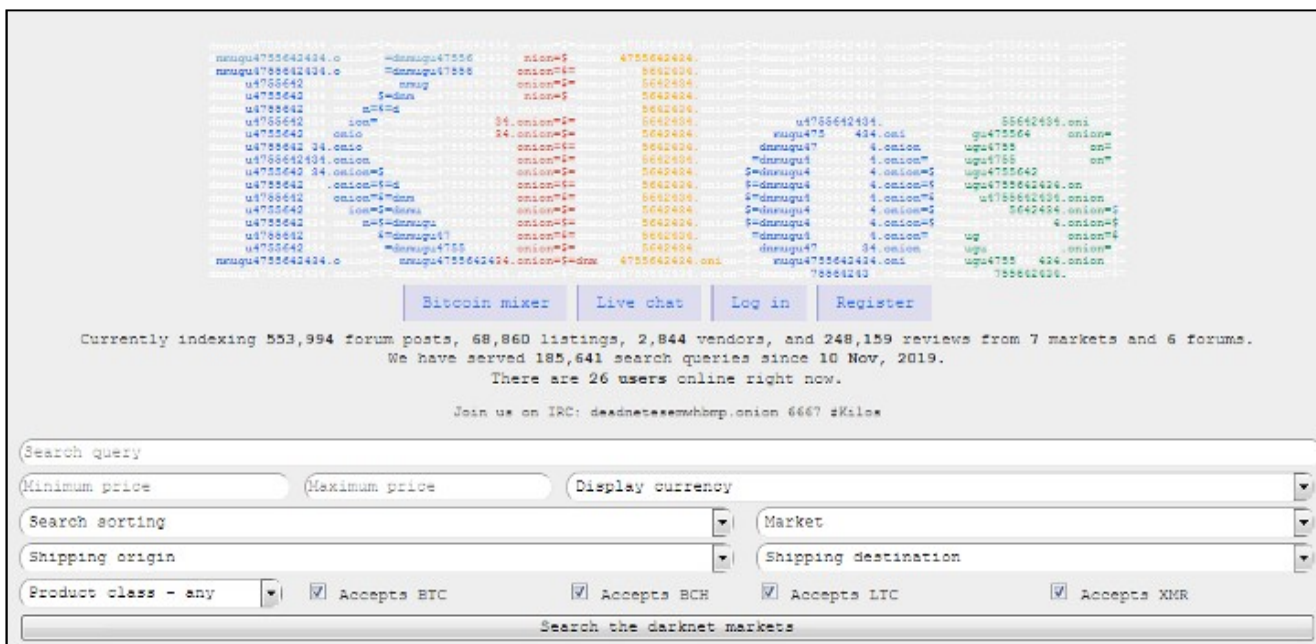 Kilos
Bitcoin mixer Live chat Log in Register
Currently indexing 553,994 forum posts, 68,860 listings, 2,844 vendors, and 248,159 reviews from 7 markets and 6 forums.
We have served 185,641 search queries since 10 Nov, 2019.
There are 26 users online right now.
Join us on IRC: deadnetesemwhbmp.onion 6667 #Kilos
Search query
Minimum price Maximum price Display currency
Search sorting Market
Shipping origin Shipping destination
Product class - any Accepts BTC Accepts BCH Accepts LTC Accepts XMR
Search the darknet markets